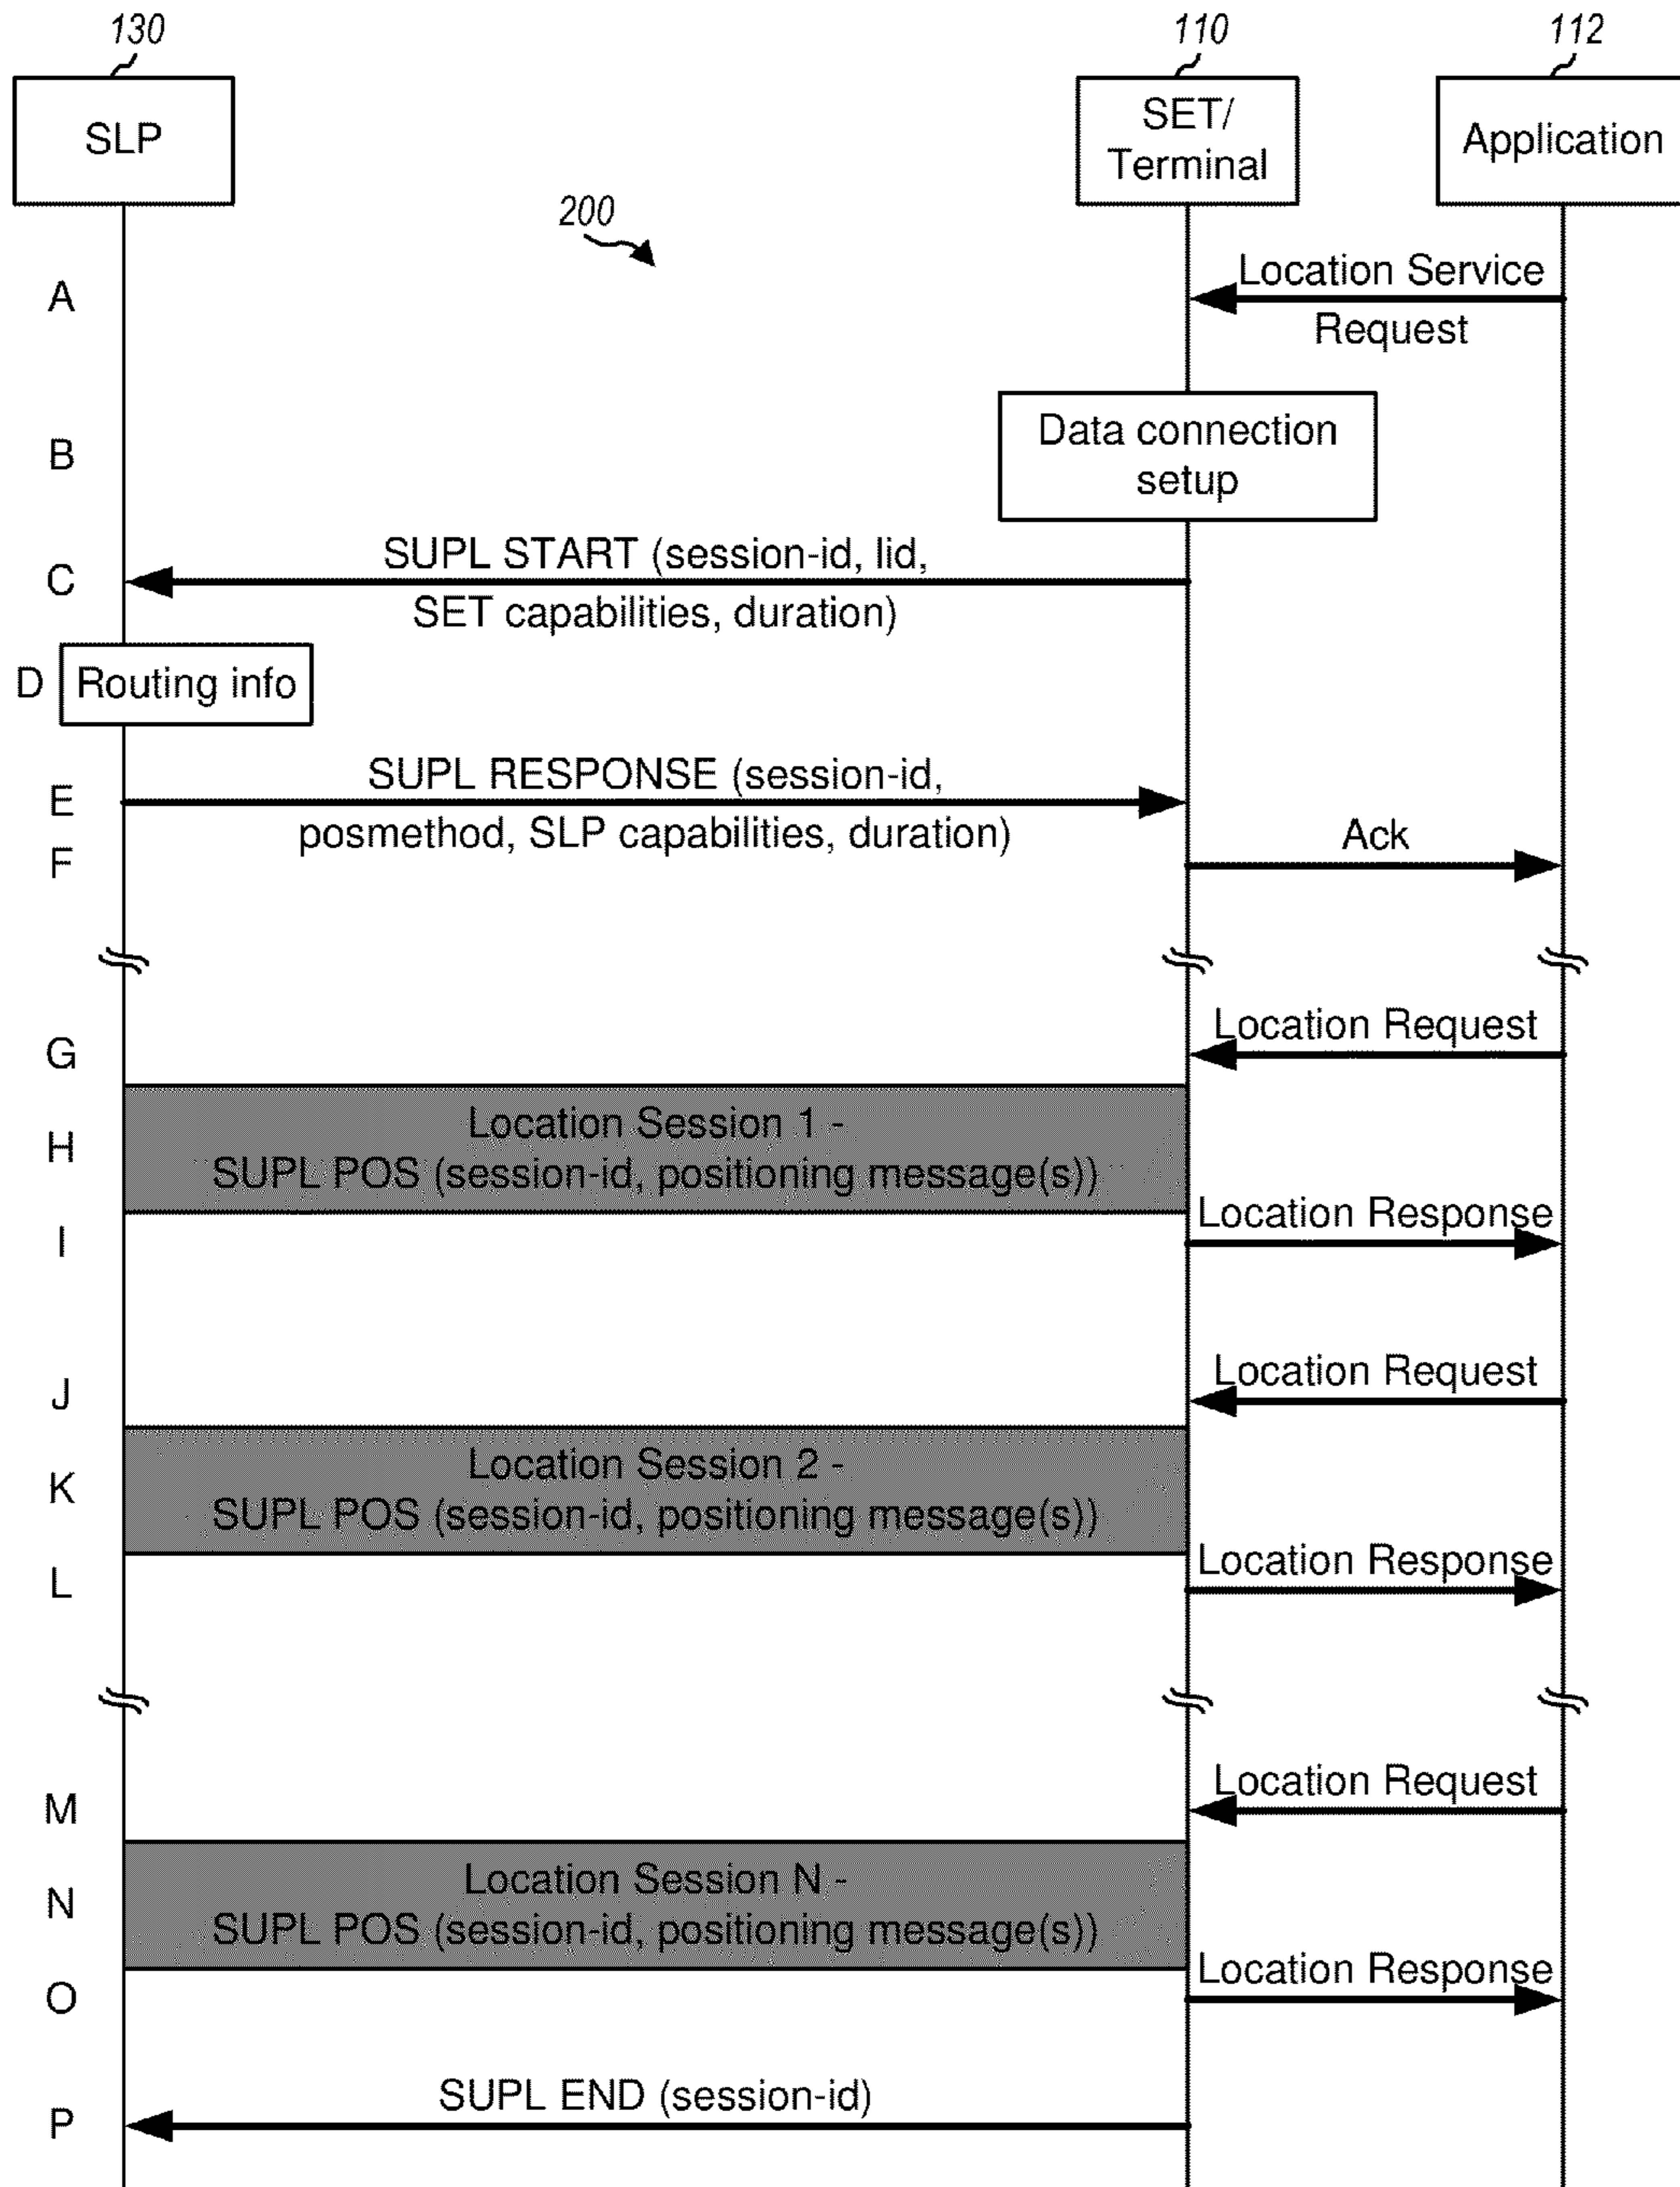 130
110
112
SLP
SET/
Terminal
Application
200
A
Location Service
Request
B
Data connection
setup
C
SUPL START (session-id, lid,
SET capabilities, duration)
D
Routing info
E
SUPL RESPONSE (session-id,
posmethod, SLP capabilities, duration)
F
Ack
G
Location Request
H
Location Session 1 -
SUPL POS (session-id, positioning message(s))
I
Location Response
J
Location Request
K
Location Session 2 -
SUPL POS (session-id, positioning message(s))
L
Location Response
M
Location Request
N
Location Session N -
SUPL POS (session-id, positioning message(s))
O
Location Response
P
SUPL END (session-id)